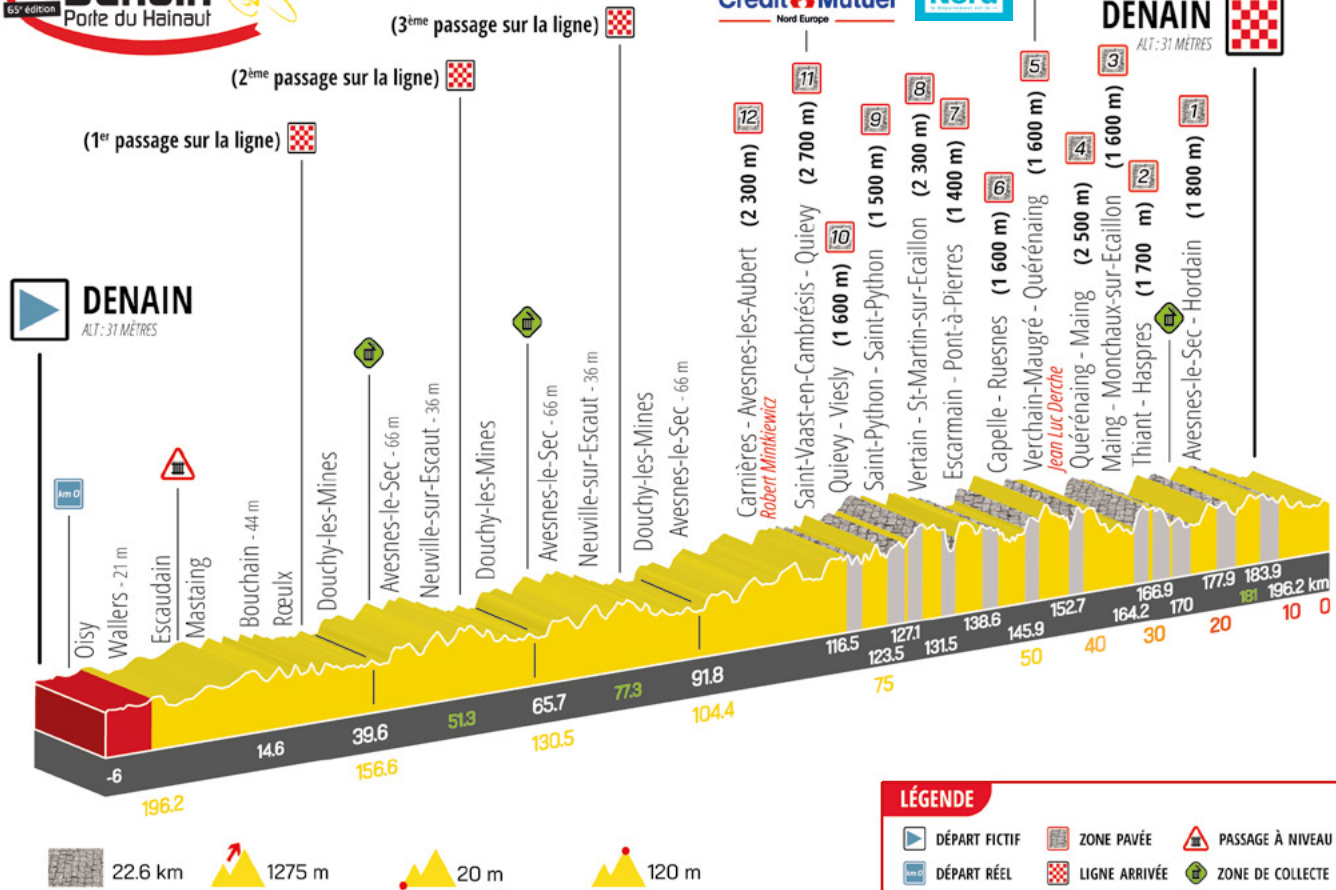 65e édition
Denain
Porte du Hainaut
(3ème passage sur la ligne)
(2ème passage sur la ligne)
(1er passage sur la ligne)
Crédit Mutuel
Nord Europe
Nord
DENAIN
ALT : 31 MÈTRES
DENAIN
ALT : 31 MÈTRES
km 0
Oisy
Wallers - 21 m
Escaudain
Mastaing
Bouchain - 44 m
Rœulx
Douchy-les-Mines
Avesnes-le-Sec - 66 m
Neuville-sur-Escaut - 36 m
Douchy-les-Mines
Avesnes-le-Sec - 66 m
Neuville-sur-Escaut - 36 m
Douchy-les-Mines
Avesnes-le-Sec - 66 m
12
Carnières - Avesnes-les-Aubert (2 300 m)
Robert Mintkiewicz
11
Saint-Vaast-en-Cambrésis - Quievy (2 700 m)
10
Quievy - Viesly (1 600 m)
9
Saint-Python - Saint-Python (1 500 m)
8
Vertain - St-Martin-sur-Ecaillon (2 300 m)
7
Escarmain - Pont-à-Pierres (1 400 m)
6
Capelle - Ruesnes (1 600 m)
5
Verchain-Maugré - Quérénaing (1 600 m)
Jean Luc Derche
4
Quérénaing - Maing (2 500 m)
3
Maing - Monchaux-sur-Ecaillon (1 600 m)
2
Thiant - Haspres (1 700 m)
1
Avesnes-le-Sec - Hordain (1 800 m)
-6
14.6
39.6
51.3
65.7
77.3
91.8
116.5
123.5
127.1
131.5
138.6
145.9
152.7
164.2
166.9
170
177.9
181
183.9
196.2 km
196.2
156.6
130.5
104.4
75
50
40
30
20
10
0
22.6 km
1275 m
20 m
120 m
LÉGENDE
DÉPART FICTIF
ZONE PAVÉE
PASSAGE À NIVEAU
km 0
DÉPART RÉEL
LIGNE ARRIVÉE
ZONE DE COLLECTE